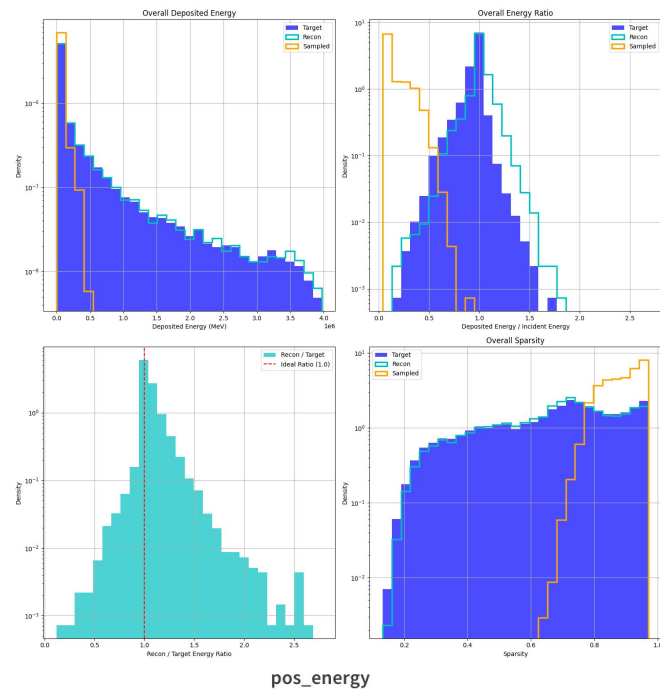 Overall Deposited Energy
Target
Recon
Sampled
Density
10⁻⁶
10⁻⁷
10⁻⁸
0.0 0.5 1.0 1.5 2.0 2.5 3.0 3.5 4.0
1e6
Deposited Energy (MeV)
Overall Energy Ratio
Target
Recon
Sampled
Density
10¹
10⁰
10⁻¹
10⁻²
10⁻³
0.0 0.5 1.0 1.5 2.0 2.5
Deposited Energy / Incident Energy
Recon / Target
Ideal Ratio (1.0)
Density
10⁰
10⁻¹
10⁻²
10⁻³
0.0 0.5 1.0 1.5 2.0 2.5
Recon / Target Energy Ratio
Overall Sparsity
Target
Recon
Sampled
Density
10¹
10⁰
10⁻¹
10⁻²
0.2 0.4 0.6 0.8 1.0
Sparsity
pos_energy